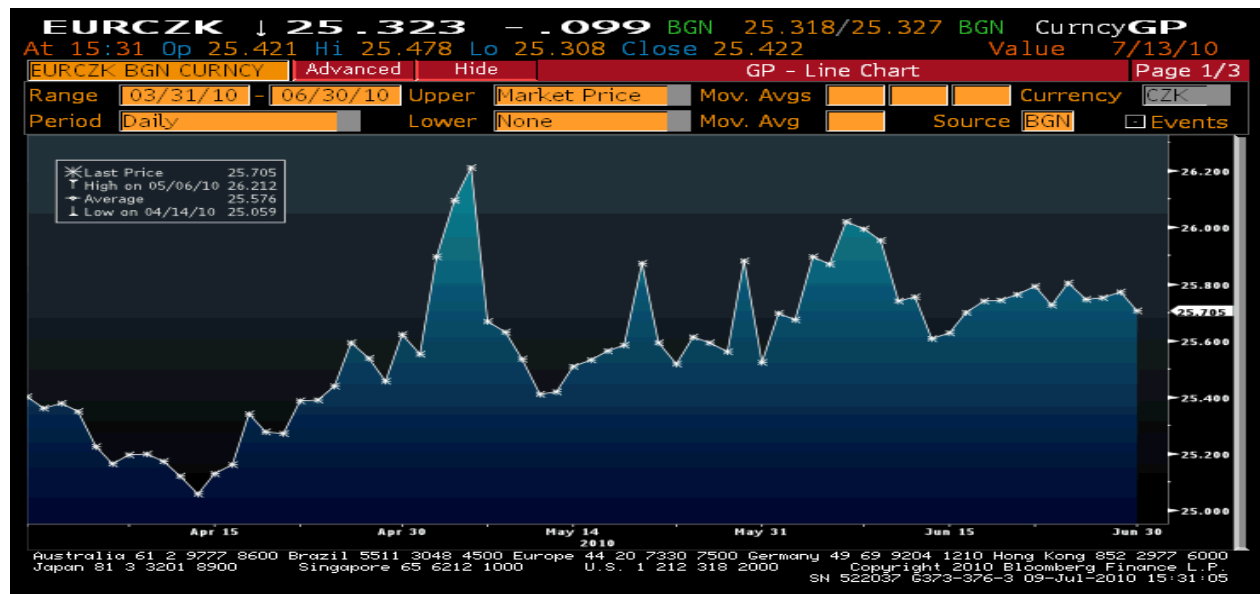 EURCZK ↓ 25.323 - .099 BGN 25.318/25.327 BGN Curncy GP
At 15:31 Op 25.421 Hi 25.478 Lo 25.308 Close 25.422 Value 7/13/10
EURCZK BGN CURNCY Advanced Hide GP - Line Chart Page 1/3
Range 03/31/10 - 06/30/10 Upper Market Price Mov. Avgs Currency CZK
Period Daily Lower None Mov. Avg Source BGN Events
Last Price 25.705
High on 05/06/10 26.212
Average 25.576
Low on 04/14/10 25.059
26.200
26.000
25.800
25.705
25.600
25.400
25.200
25.000
Apr 15 Apr 30 May 14 May 31 Jun 15 Jun 30
2010
Australia 61 2 9777 8600 Brazil 5511 3048 4500 Europe 44 20 7330 7500 Germany 49 69 9204 1210 Hong Kong 852 2977 6000
Japan 81 3 3201 8900 Singapore 65 6212 1000 U.S. 1 212 318 2000 Copyright 2010 Bloomberg Finance L.P.
SN 522037 G373-376-3 09-Jul-2010 15:31:05